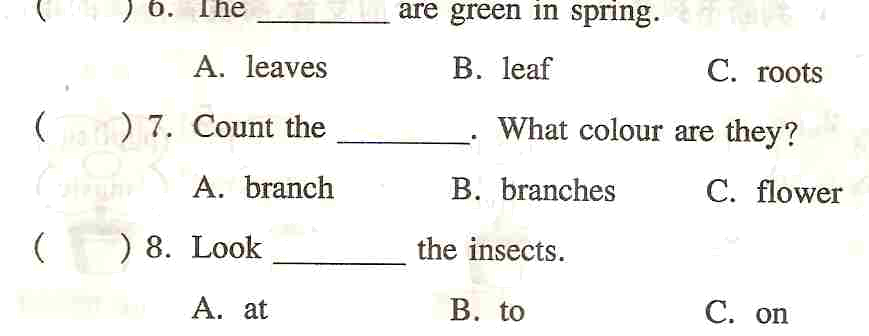 ( ) 6. The ________ are green in spring.
A. leaves B. leaf C. roots
( ) 7. Count the ________. What colour are they?
A. branch B. branches C. flower
( ) 8. Look ________ the insects.
A. at B. to C. on